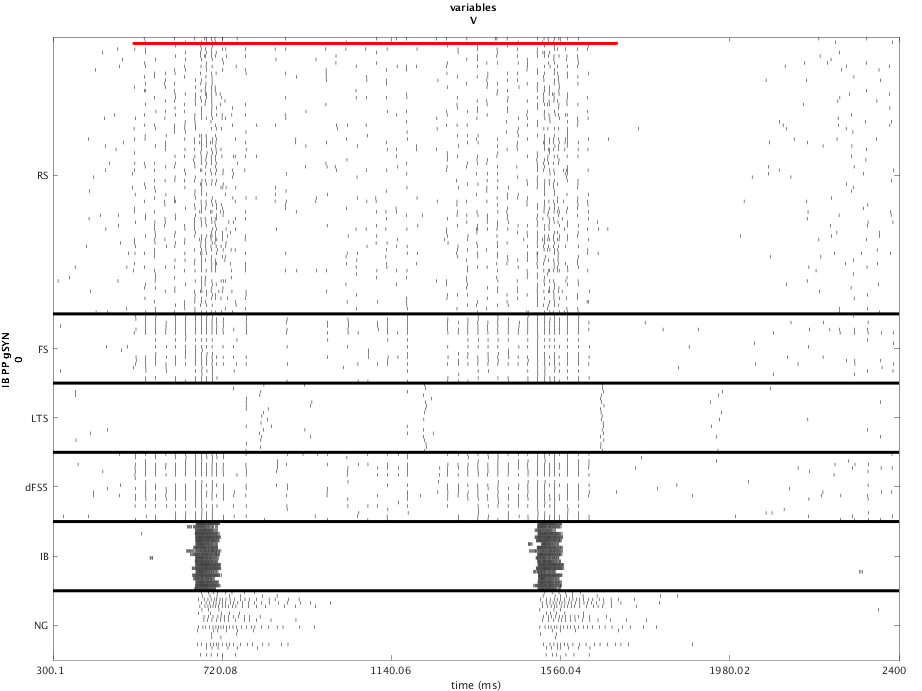 variables
V
RS
FS
LTS
dFS5
IB
NG
IB PP gSYN
0
300.1
720.08
1140.06
1560.04
1980.02
2400
time (ms)